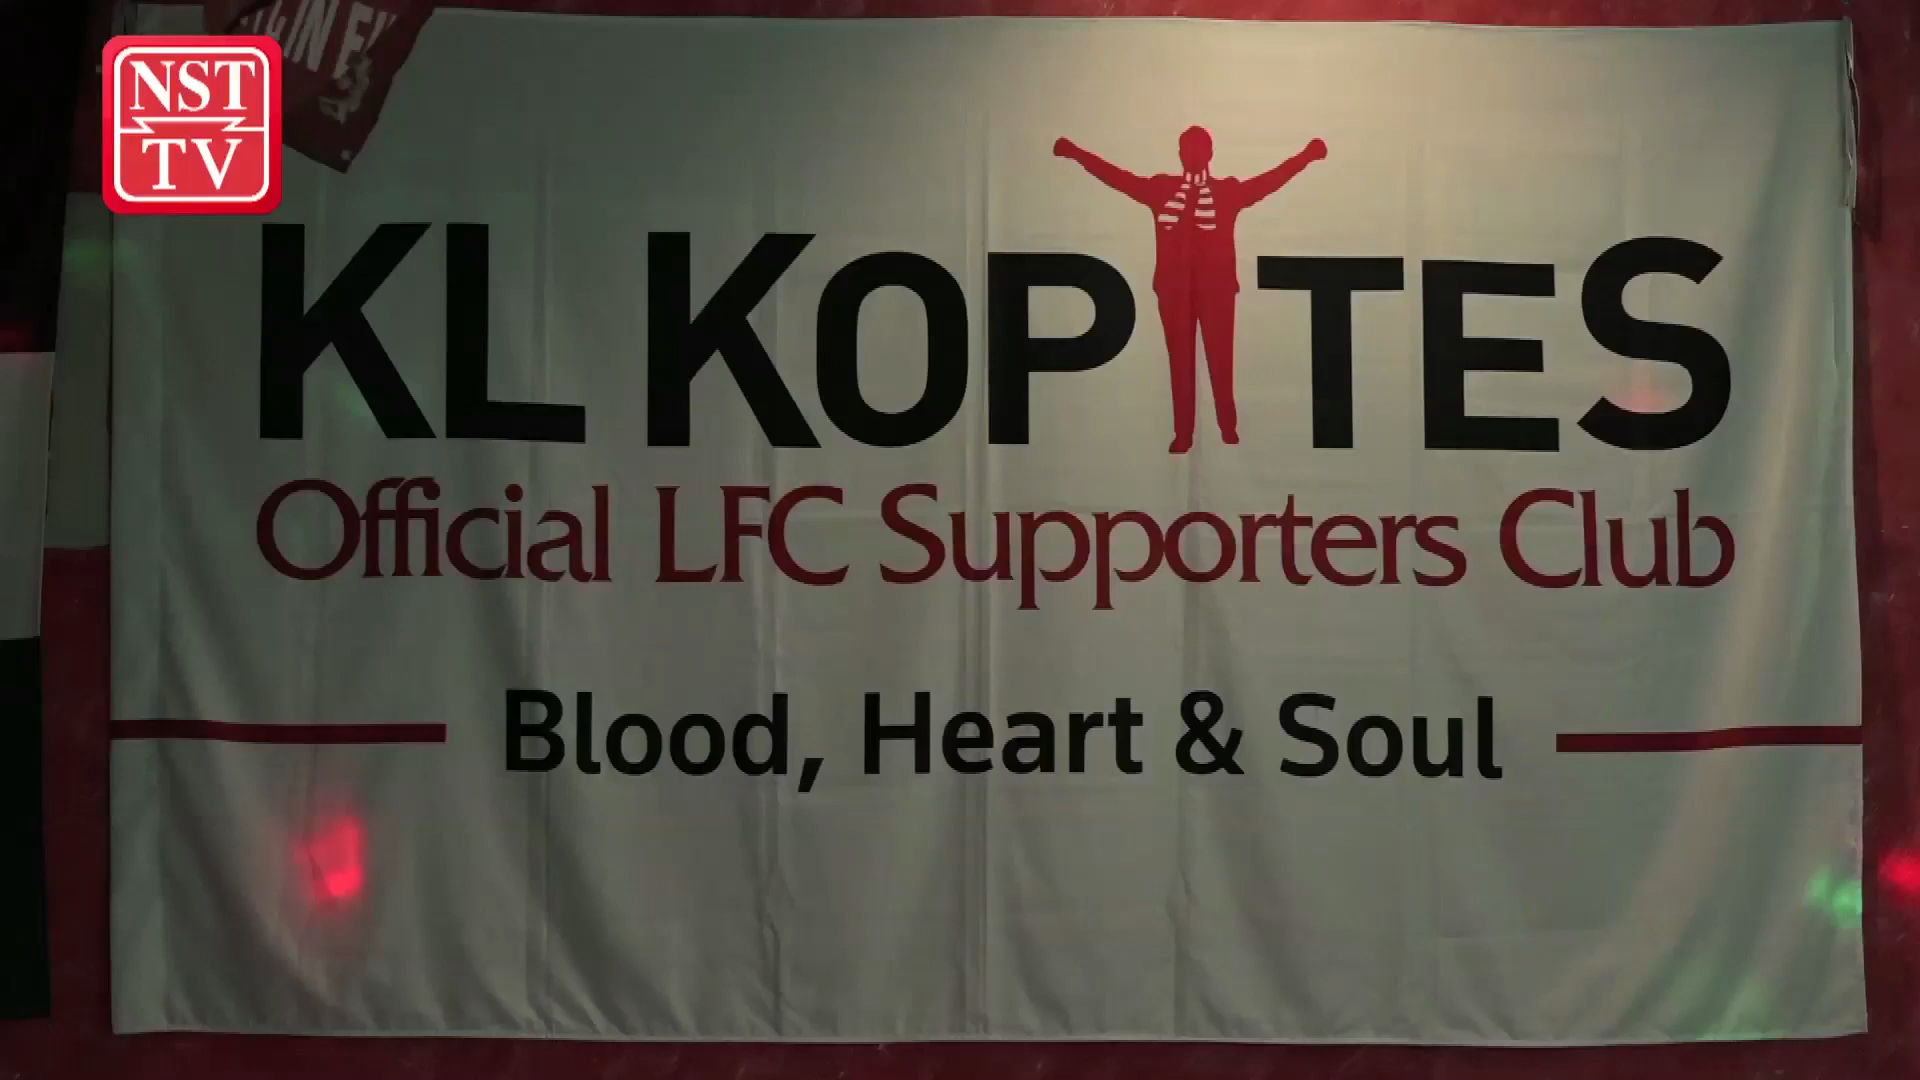 NST
TV
KL KOPITES
Official LFC Supporters Club
Blood, Heart & Soul